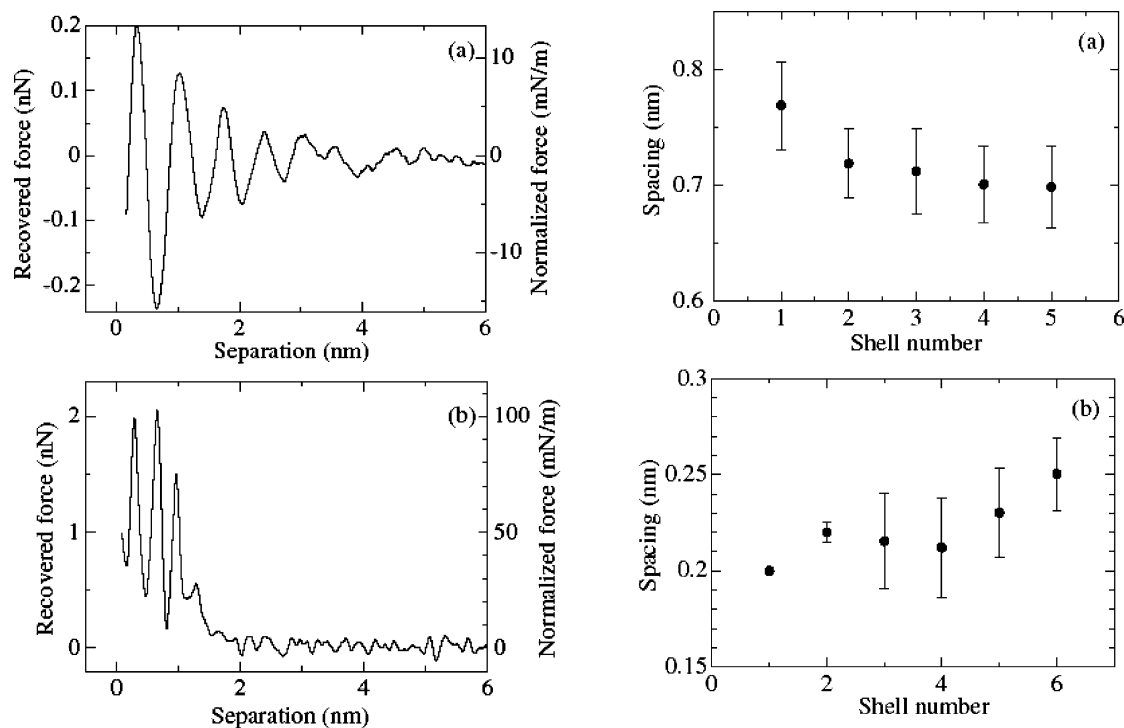 (a)
Recovered force (nN)
0.2
0.1
0
-0.1
-0.2
Normalized force (mN/m)
10
0
-10
0 2 4 6
Separation (nm)
(a)
Spacing (nm)
0.8
0.7
0.6
0 1 2 3 4 5 6
Shell number
(b)
Recovered force (nN)
2
1
0
Normalized force (mN/m)
100
50
0
0 2 4 6
Separation (nm)
(b)
Spacing (nm)
0.3
0.25
0.2
0.15
0 2 4 6
Shell number